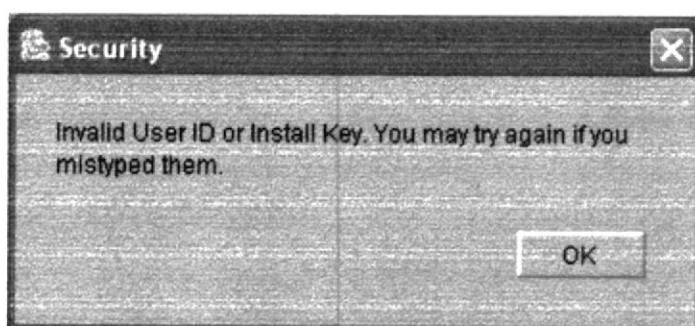 Security
Invalid User ID or Install Key. You may try again if you
mistyped them.
OK